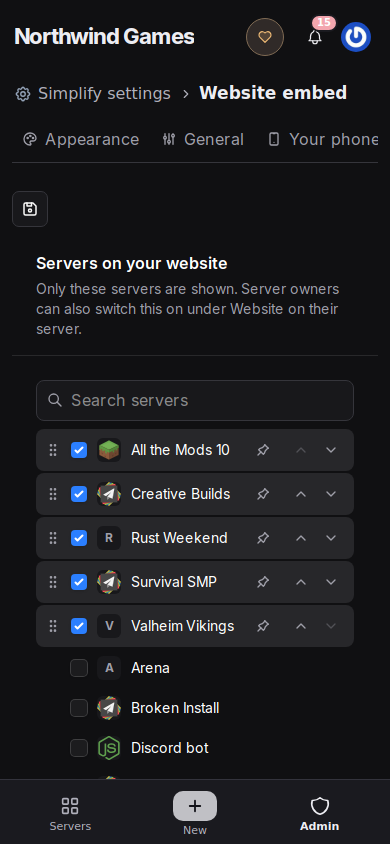 Northwind Games
15
Simplify settings > Website embed
Appearance General Your phone
Servers on your website
Only these servers are shown. Server owners
can also switch this on under Website on their
server.
Search servers
All the Mods 10
Creative Builds
R Rust Weekend
Survival SMP
V Valheim Vikings
A Arena
Broken Install
Discord bot
Servers
New
Admin